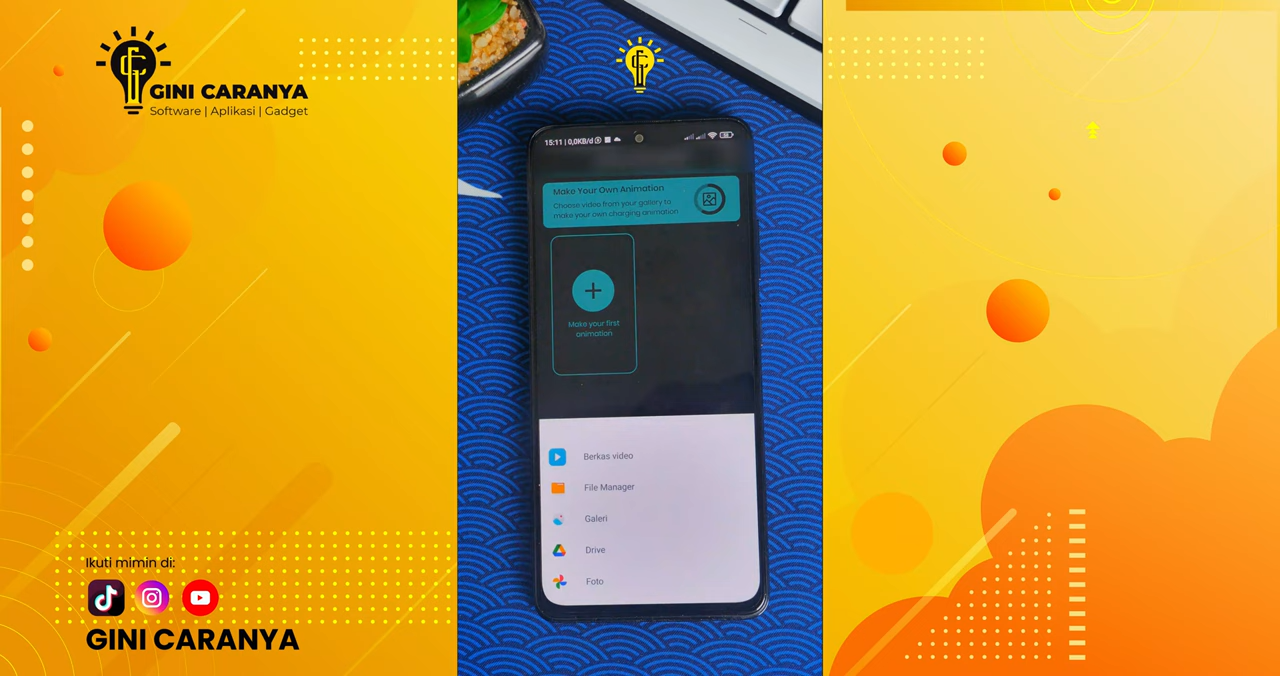 GINI CARANYA
Software | Aplikasi | Gadget
15:11 | 0,0KB/d
Make Your Own Animation
Choose video from your gallery to
make your own charging animation
Make your first
animation
Berkas video
File Manager
Galeri
Drive
Foto
Ikuti mimin di:
GINI CARANYA